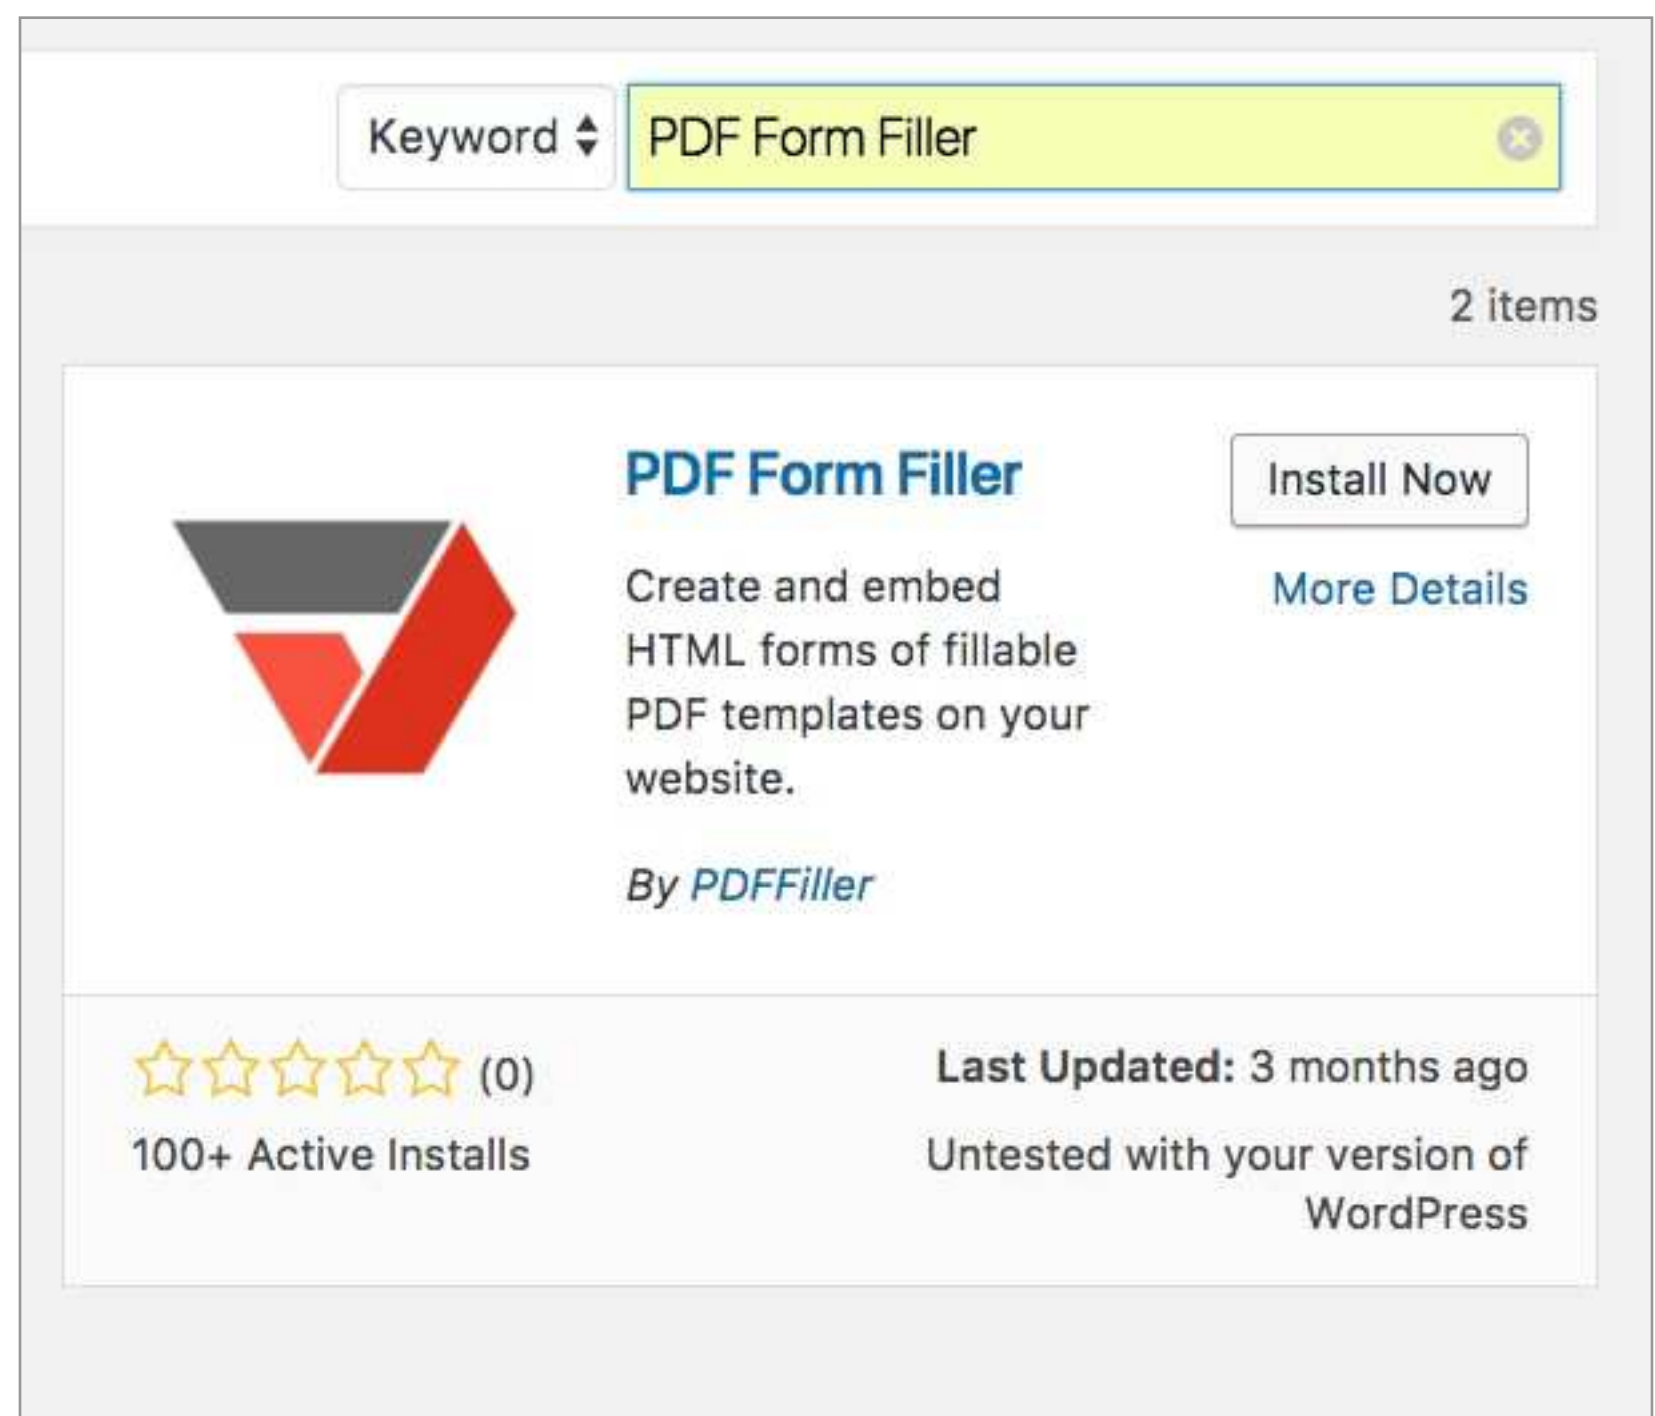 Keyword PDF Form Filler
2 items
PDF Form Filler
Install Now
Create and embed
HTML forms of fillable
PDF templates on your
website.
More Details
By PDFFiller
(0)
100+ Active Installs
Last Updated: 3 months ago
Untested with your version of
WordPress